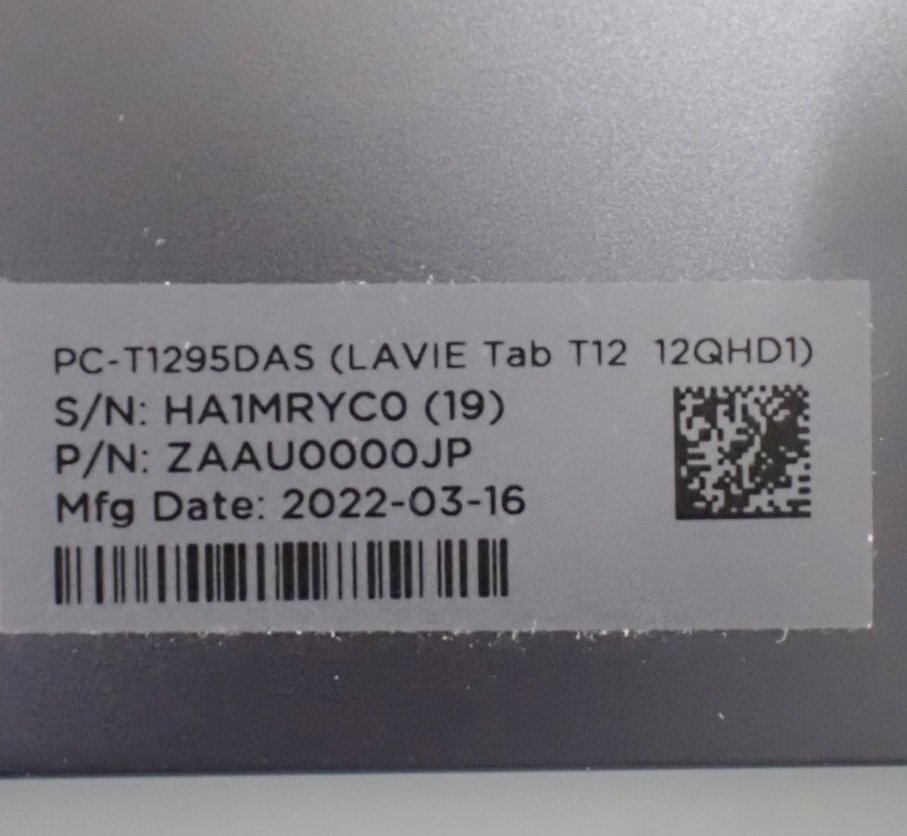 PC-T1295DAS (LAVIE Tab T12 12QHD1)
S/N: HA1MRYC0 (19)
P/N: ZAAU0000JP
Mfg Date: 2022-03-16